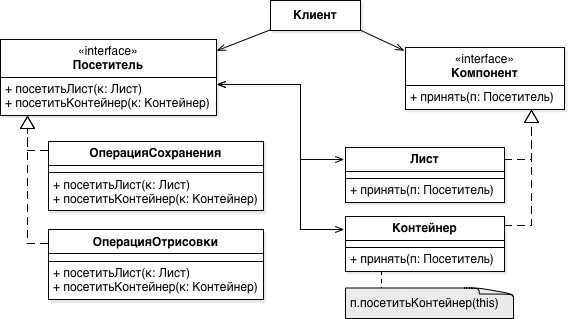 Клиент
«interface»
Посетитель
+ посетитьЛист(к: Лист)
+ посетитьКонтейнер(к: Контейнер)
«interface»
Компонент
+ принять(п: Посетитель)
ОперацияСохранения
+ посетитьЛист(к: Лист)
+ посетитьКонтейнер(к: Контейнер)
Лист
+ принять(п: Посетитель)
ОперацияОтрисовки
+ посетитьЛист(к: Лист)
+ посетитьКонтейнер(к: Контейнер)
Контейнер
+ принять(п: Посетитель)
п.посетитьКонтейнер(this)